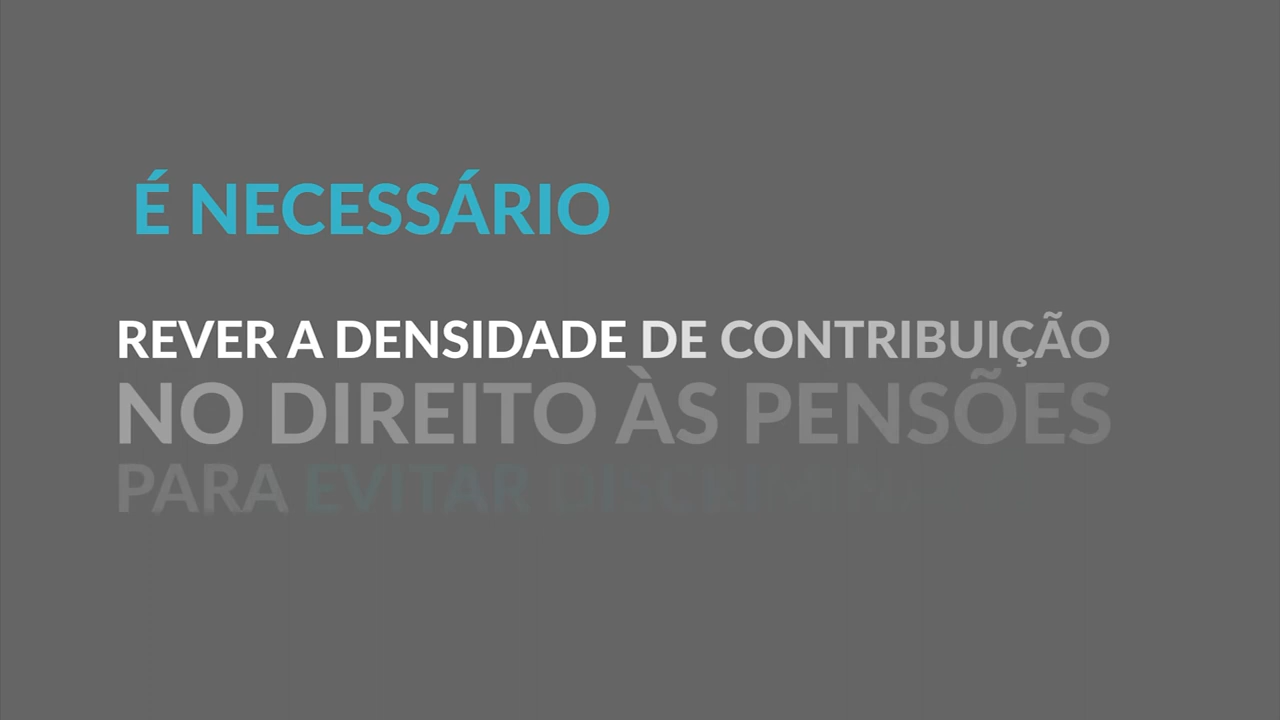 É NECESSÁRIO
REVER A DENSIDADE DE CONTRIBUIÇÃO
NO DIREITO ÀS PENSÕES
PARA EVITAR